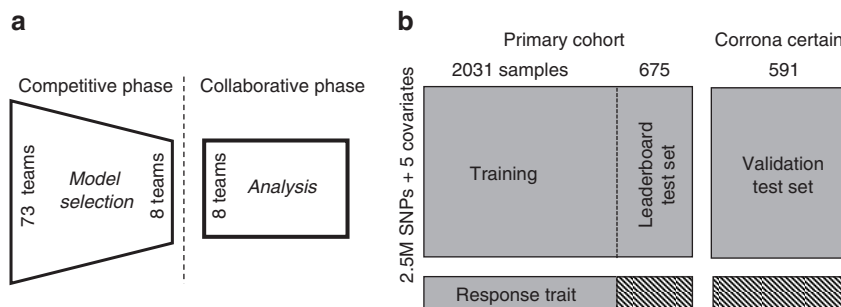 a
Competitive phase
Collaborative phase
73 teams
Model
selection
8 teams
8 teams
Analysis
b
Primary cohort
Corrona certain
2031 samples
675
591
2.5M SNPs + 5 covariates
Training
Leaderboard
test set
Validation
test set
Response trait